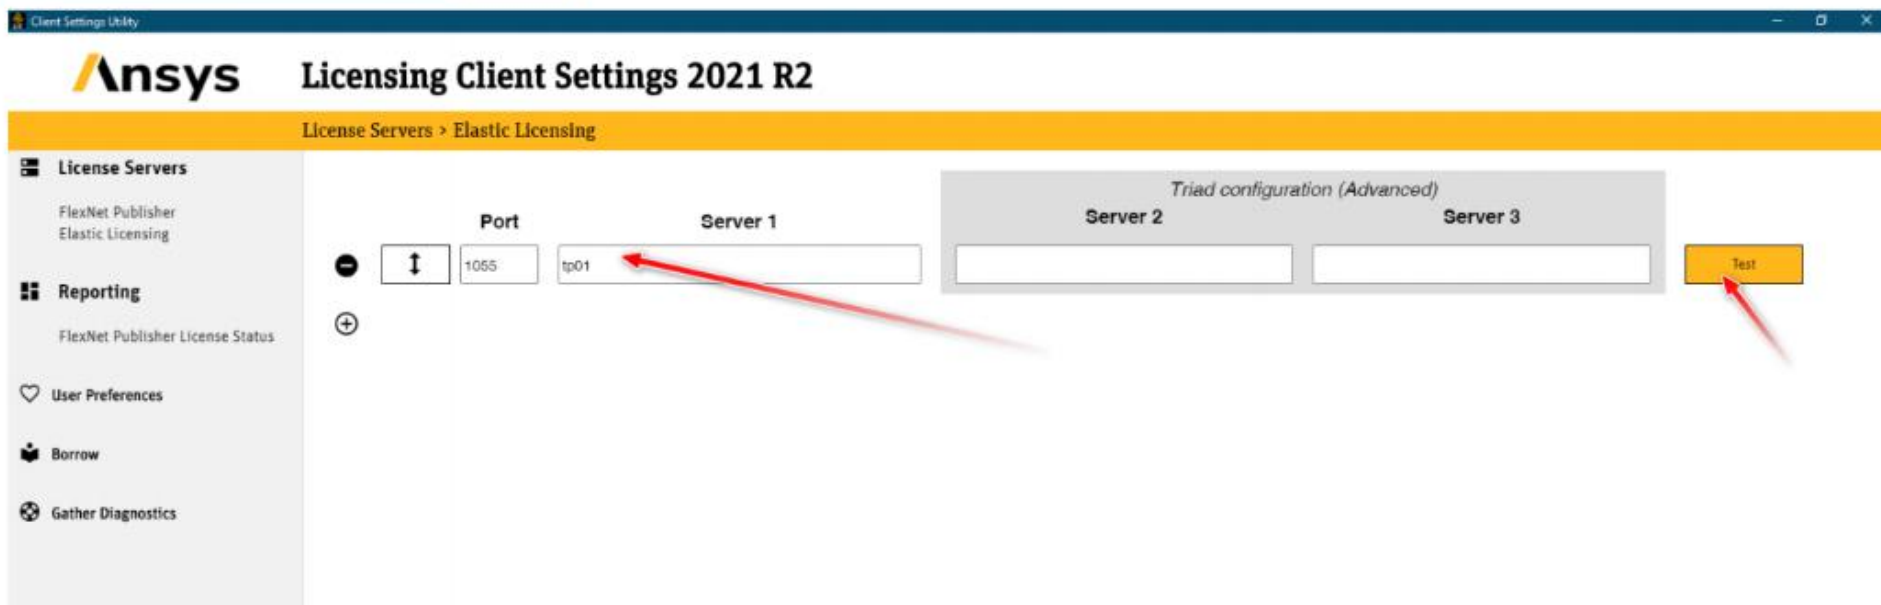 Client Settings Utility
Ansys
Licensing Client Settings 2021 R2
License Servers > Elastic Licensing
License Servers
FlexNet Publisher
Elastic Licensing
Reporting
FlexNet Publisher License Status
User Preferences
Borrow
Gather Diagnostics
Triad configuration (Advanced)
Port Server 1 Server 2 Server 3
1055 tp01 Test